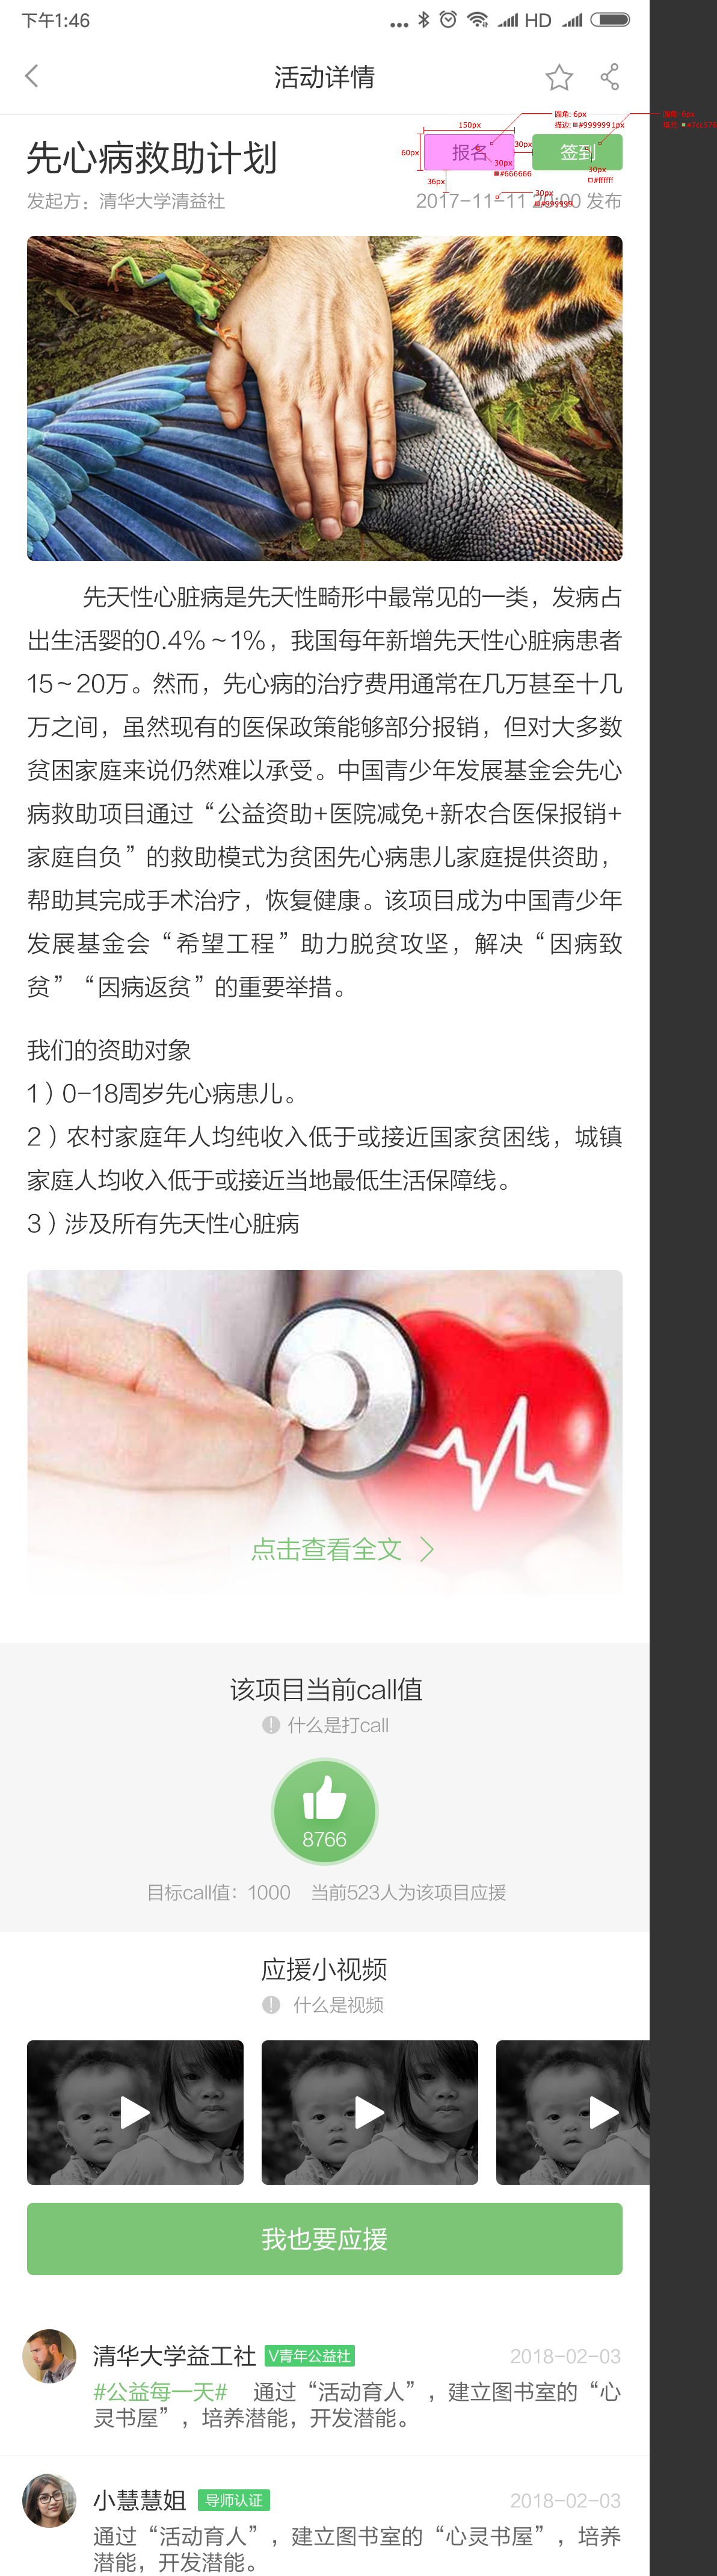 下午1:46
HD
活动详情
圆角: 6px
描边: #999999 1px
圆角: 6px
150px
先心病救助计划
60px
报名
30px
签到
30px
#666666
30px
#ffffff
36px
30px
#999999
发起方：清华大学清益社
2017-11-11 20:00 发布
先天性心脏病是先天性畸形中最常见的一类，发病占
出生活婴的0.4%～1%，我国每年新增先天性心脏病患者
15～20万。然而，先心病的治疗费用通常在几万甚至十几
万之间，虽然现有的医保政策能够部分报销，但对大多数
贫困家庭来说仍然难以承受。中国青少年发展基金会先心
病救助项目通过“公益资助+医院减免+新农合医保报销+
家庭自负”的救助模式为贫困先心病患儿家庭提供资助，
帮助其完成手术治疗，恢复健康。该项目成为中国青少年
发展基金会“希望工程”助力脱贫攻坚，解决“因病致
贫”“因病返贫”的重要举措。
我们的资助对象
1）0-18周岁先心病患儿。
2）农村家庭年人均纯收入低于或接近国家贫困线，城镇
家庭人均收入低于或接近当地最低生活保障线。
3）涉及所有先天性心脏病
点击查看全文
该项目当前call值
什么是打call
8766
目标call值：1000 当前523人为该项目应援
应援小视频
什么是视频
我也要应援
清华大学益工社 V青年公益社 2018-02-03
#公益每一天# 通过“活动育人”，建立图书室的“心
灵书屋”，培养潜能，开发潜能。
小慧慧姐 导师认证 2018-02-03
通过“活动育人”，建立图书室的“心灵书屋”，培养
潜能，开发潜能。